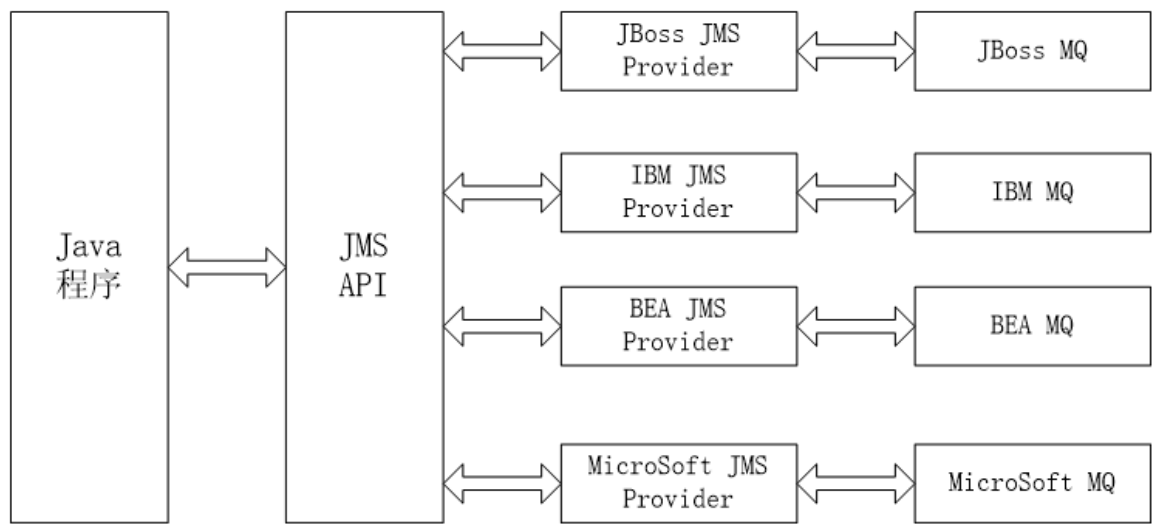 Java
程序
JMS
API
JBoss JMS
Provider
JBoss MQ
IBM JMS
Provider
IBM MQ
BEA JMS
Provider
BEA MQ
MicroSoft JMS
Provider
MicroSoft MQ